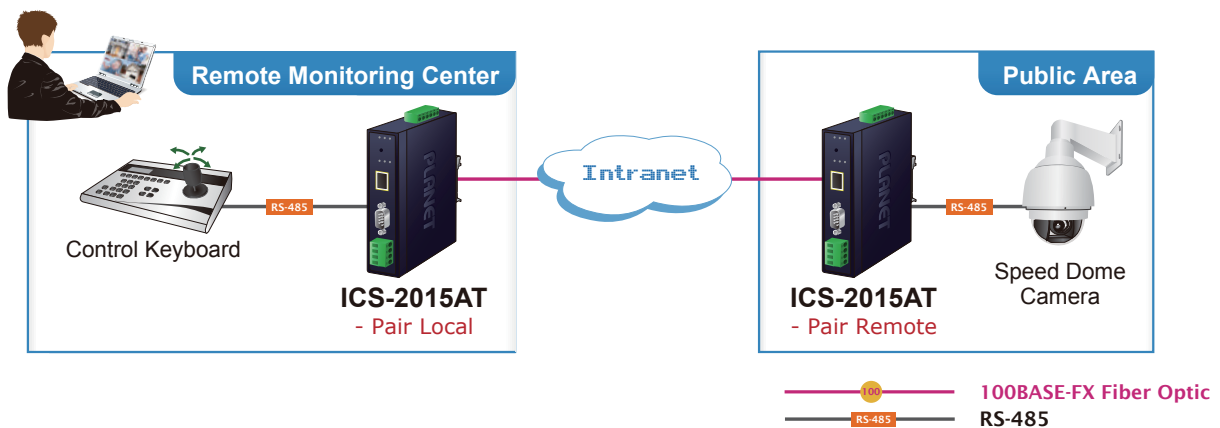 Remote Monitoring Center
Public Area
PLANET
Intranet
PLANET
RS-485
RS-485
Control Keyboard
Speed Dome
Camera
ICS-2015AT
- Pair Local
ICS-2015AT
- Pair Remote
100
100BASE-FX Fiber Optic
RS-485
RS-485